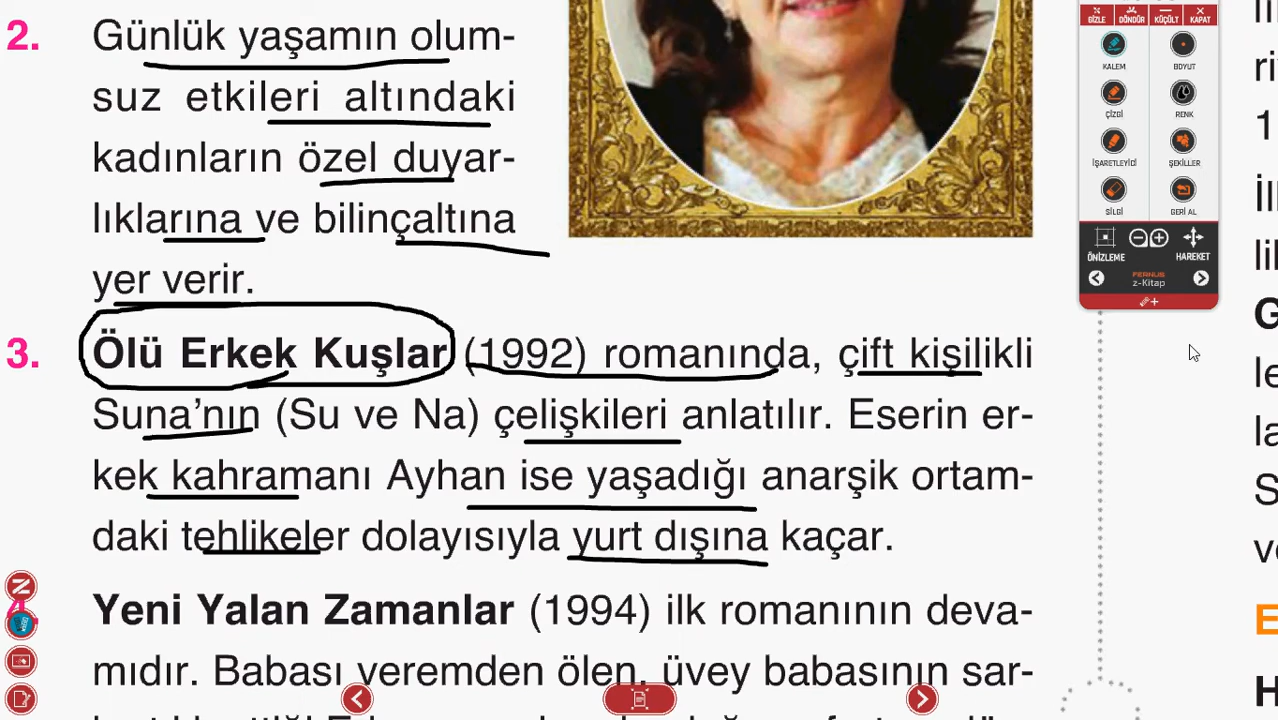 2. Günlük yaşamın olum-
suz etkileri altındaki
kadınların özel duyar-
lıklarına ve bilinçaltına
yer verir.
3. Ölü Erkek Kuşlar (1992) romanında, çift kişilikli
Suna'nın (Su ve Na) çelişkileri anlatılır. Eserin er-
kek kahramanı Ayhan ise yaşadığı anarşik ortam-
daki tehlikeler dolayısıyla yurt dışına kaçar.
Yeni Yalan Zamanlar (1994) ilk romanının deva-
mıdır. Babası veremden ölen, üvey babasının sar-
GİZLE DÖNDÜR KÜÇÜLT KAPAT
KALEM BOYUT
ÇİZGİ RENK
İŞARETLEYİCİ ŞEKİLLER
SİLGİ GERİ AL
ÖNİZLEME HAREKET
FERNUS
z-Kitap